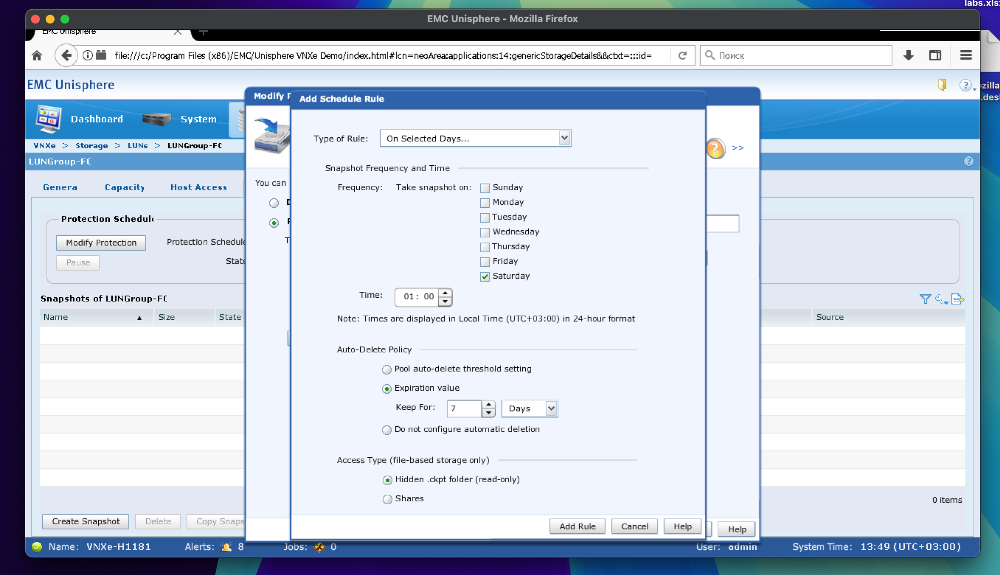 labs.xls
EMC Unisphere - Mozilla Firefox
EMC Unisphere
file:///c:/Program Files (x86)/EMC/Unisphere VNXe Demo/index.html#lcn=neoArea:applications:14:genericStorageDetails&&ctxt=:::id=
Поиск
EMC Unisphere
zilla
.des
Dashboard
System
VNXe > Storage > LUNs > LUNGroup-FC
LUNGroup-FC
Genera
Capacity
Host Access
Protection Schedul
Modify Protection
Protection Schedule
Pause
State
Snapshots of LUNGroup-FC
Name
Size
State
Source
0 items
Create Snapshot
Delete
Copy Snaps
Modify
>>
You can
T
Help
Add Schedule Rule
Type of Rule:
On Selected Days...
Snapshot Frequency and Time
Frequency:
Take snapshot on:
Sunday
Monday
Tuesday
Wednesday
Thursday
Friday
Saturday
Time:
01: 00
Note: Times are displayed in Local Time (UTC+03:00) in 24-hour format
Auto-Delete Policy
Pool auto-delete threshold setting
Expiration value
Keep For:
7
Days
Do not configure automatic deletion
Access Type (file-based storage only)
Hidden .ckpt folder (read-only)
Shares
Add Rule
Cancel
Help
Name: VNXe-H1181
Alerts: 8
Jobs: 0
User: admin
System Time: 13:49 (UTC+03:00)